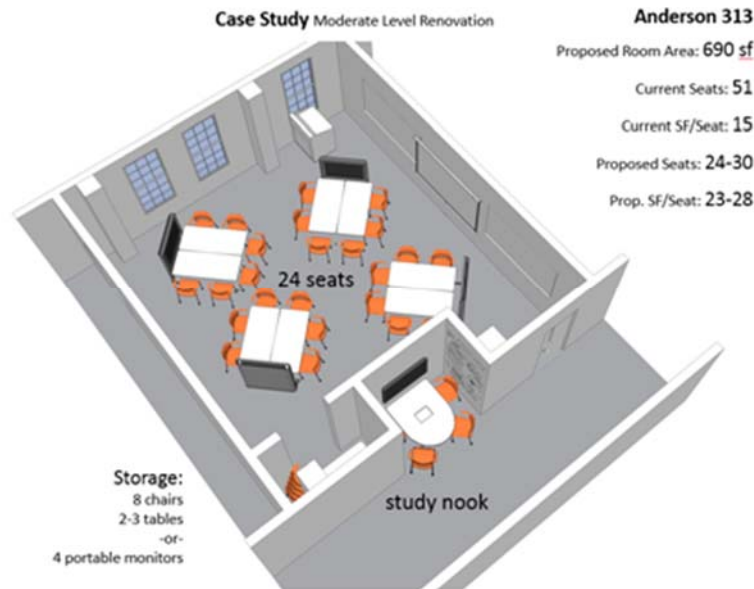 Case Study Moderate Level Renovation
Anderson 313
Proposed Room Area: 690 sf
Current Seats: 51
Current SF/Seat: 15
Proposed Seats: 24-30
Prop. SF/Seat: 23-28
24 seats
study nook
Storage:
8 chairs
2-3 tables
-or-
4 portable monitors